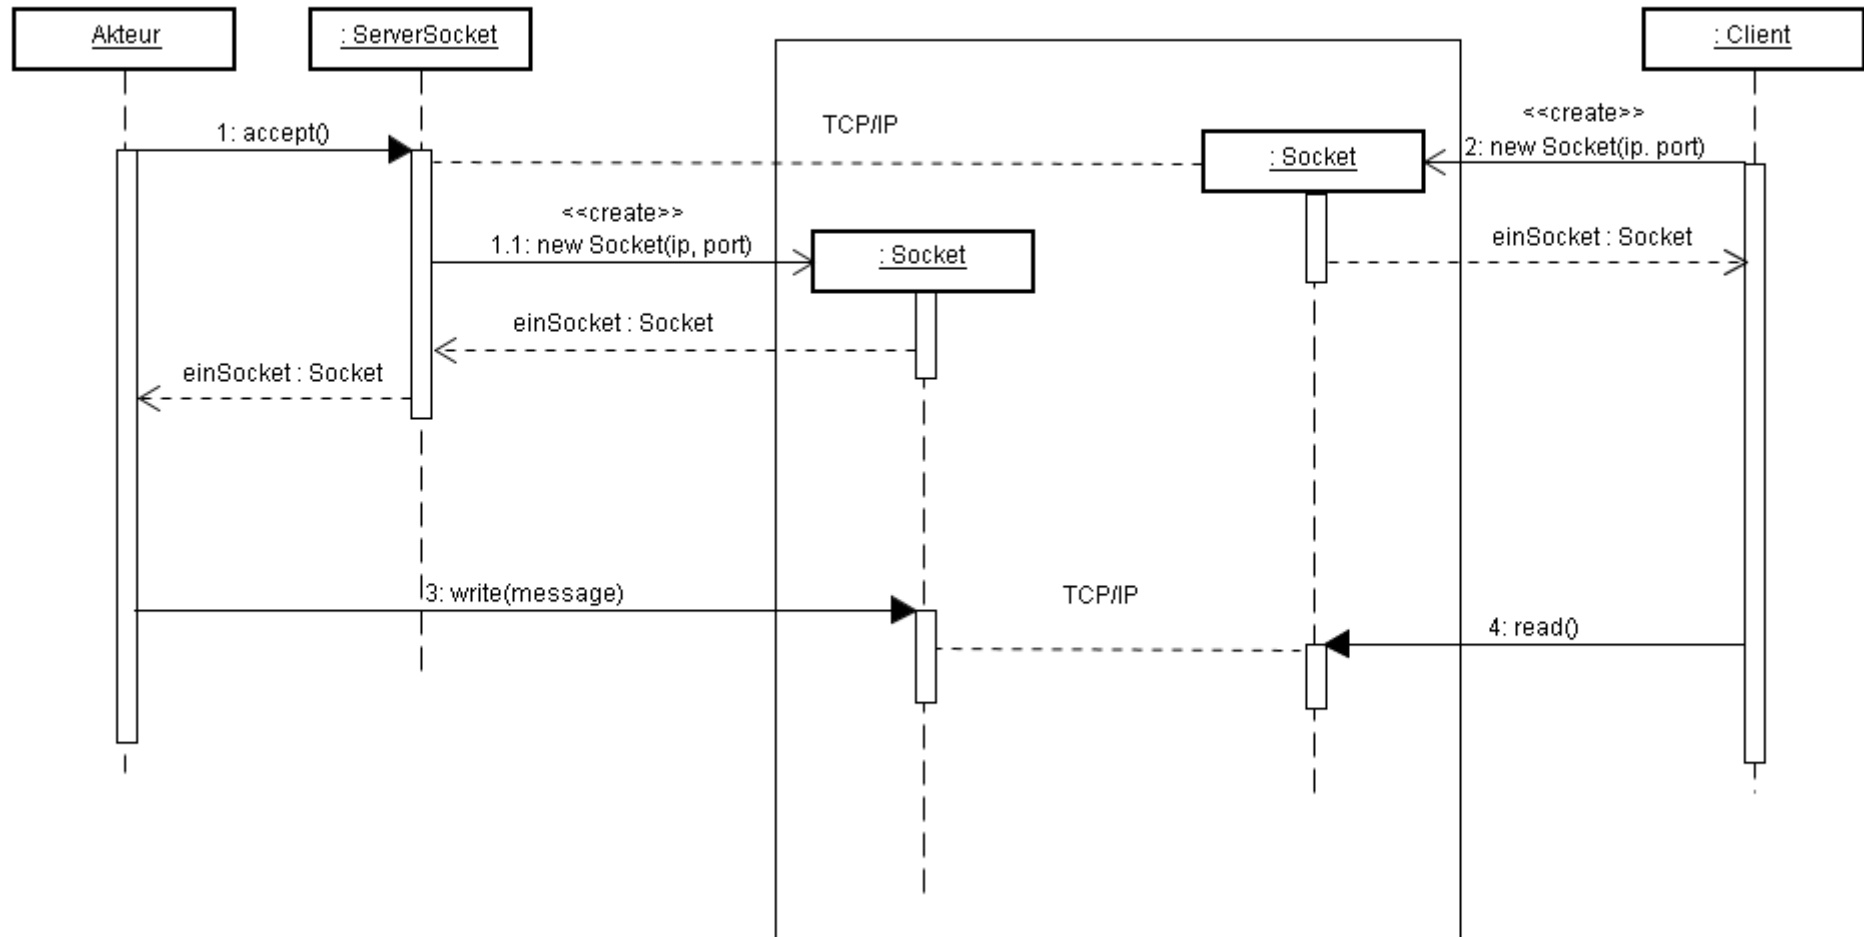 Akteur
: ServerSocket
: Client
<<create>>
TCP/IP
1: accept()
2: new Socket(ip. port)
: Socket
<<create>>
1.1: new Socket(ip, port)
: Socket
einSocket : Socket
einSocket : Socket
einSocket : Socket
3: write(message)
TCP/IP
4: read()